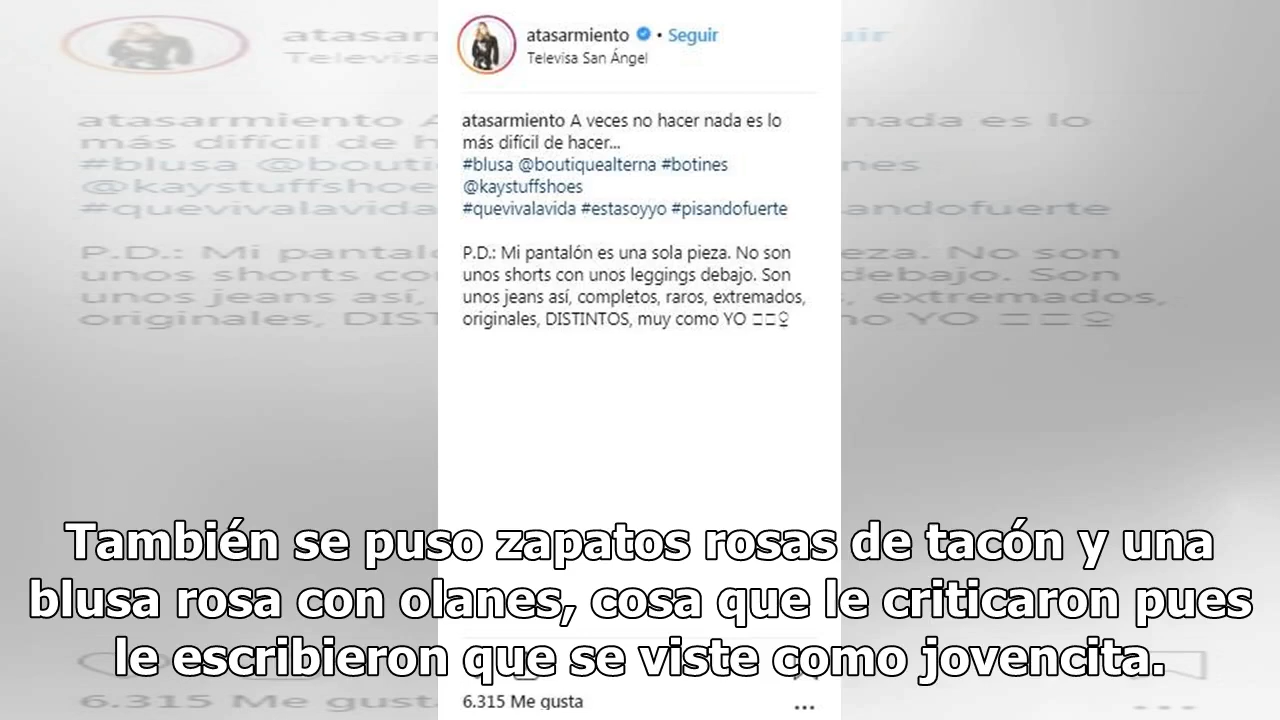 atasarmiento • Seguir
Televisa San Ángel
atasarmiento A veces no hacer nada es lo
más difícil de hacer...
#blusa @boutiquealterna #botines
@kaystuffshoes
#quevivalavida #estasoyyo #pisandofuerte
P.D.: Mi pantalón es una sola pieza. No son
unos shorts con unos leggings debajo. Son
unos jeans así, completos, raros, extremados,
originales, DISTINTOS, muy como YO
También se puso zapatos rosas de tacón y una
blusa rosa con olanes, cosa que le criticaron pues
le escribieron que se viste como jovencita.
6.315 Me gusta